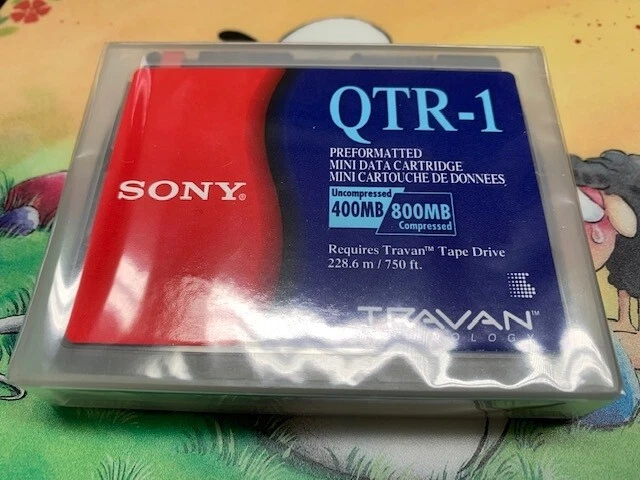 SONY®
QTR-1
PREFORMATTED
MINI DATA CARTRIDGE
MINI CARTOUCHE DE DONNEES
Uncompressed
400MB
800MB
Compressed
Requires Travan™ Tape Drive
228.6 m / 750 ft.
TRAVAN™